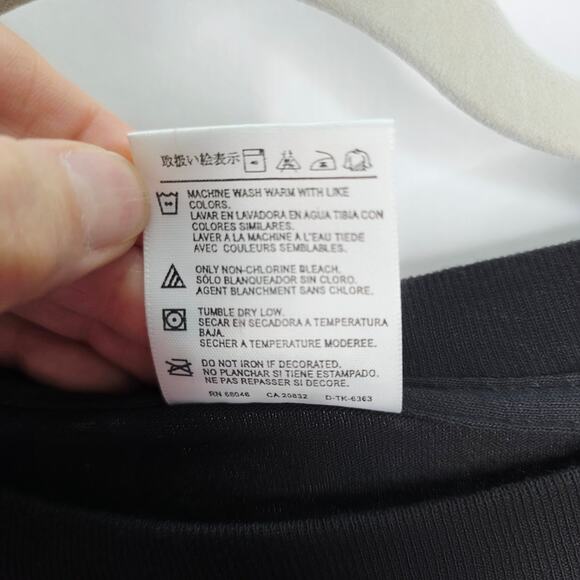 取扱い絵表示
MACHINE WASH WARM WITH LIKE
COLORS.
LAVAR EN LAVADORA EN AGUA TIBIA CON
COLORES SIMILARES.
LAVER A LA MACHINE A L'EAU TIEDE
AVEC COULEURS SEMBLABLES.
ONLY NON-CHLORINE BLEACH.
SÓLO BLANQUEADOR SIN CLORO.
AGENT BLANCHMENT SANS CHLORE.
TUMBLE DRY LOW.
SECAR EN SECADORA A TEMPERATURA
BAJA.
SECHER A TEMPERATURE MODEREE.
DO NOT IRON IF DECORATED.
NO PLANCHAR SI TIENE ESTAMPADO.
NE PAS REPASSER SI DECORE.
RN 68046 CA 20832 D-TK-6363